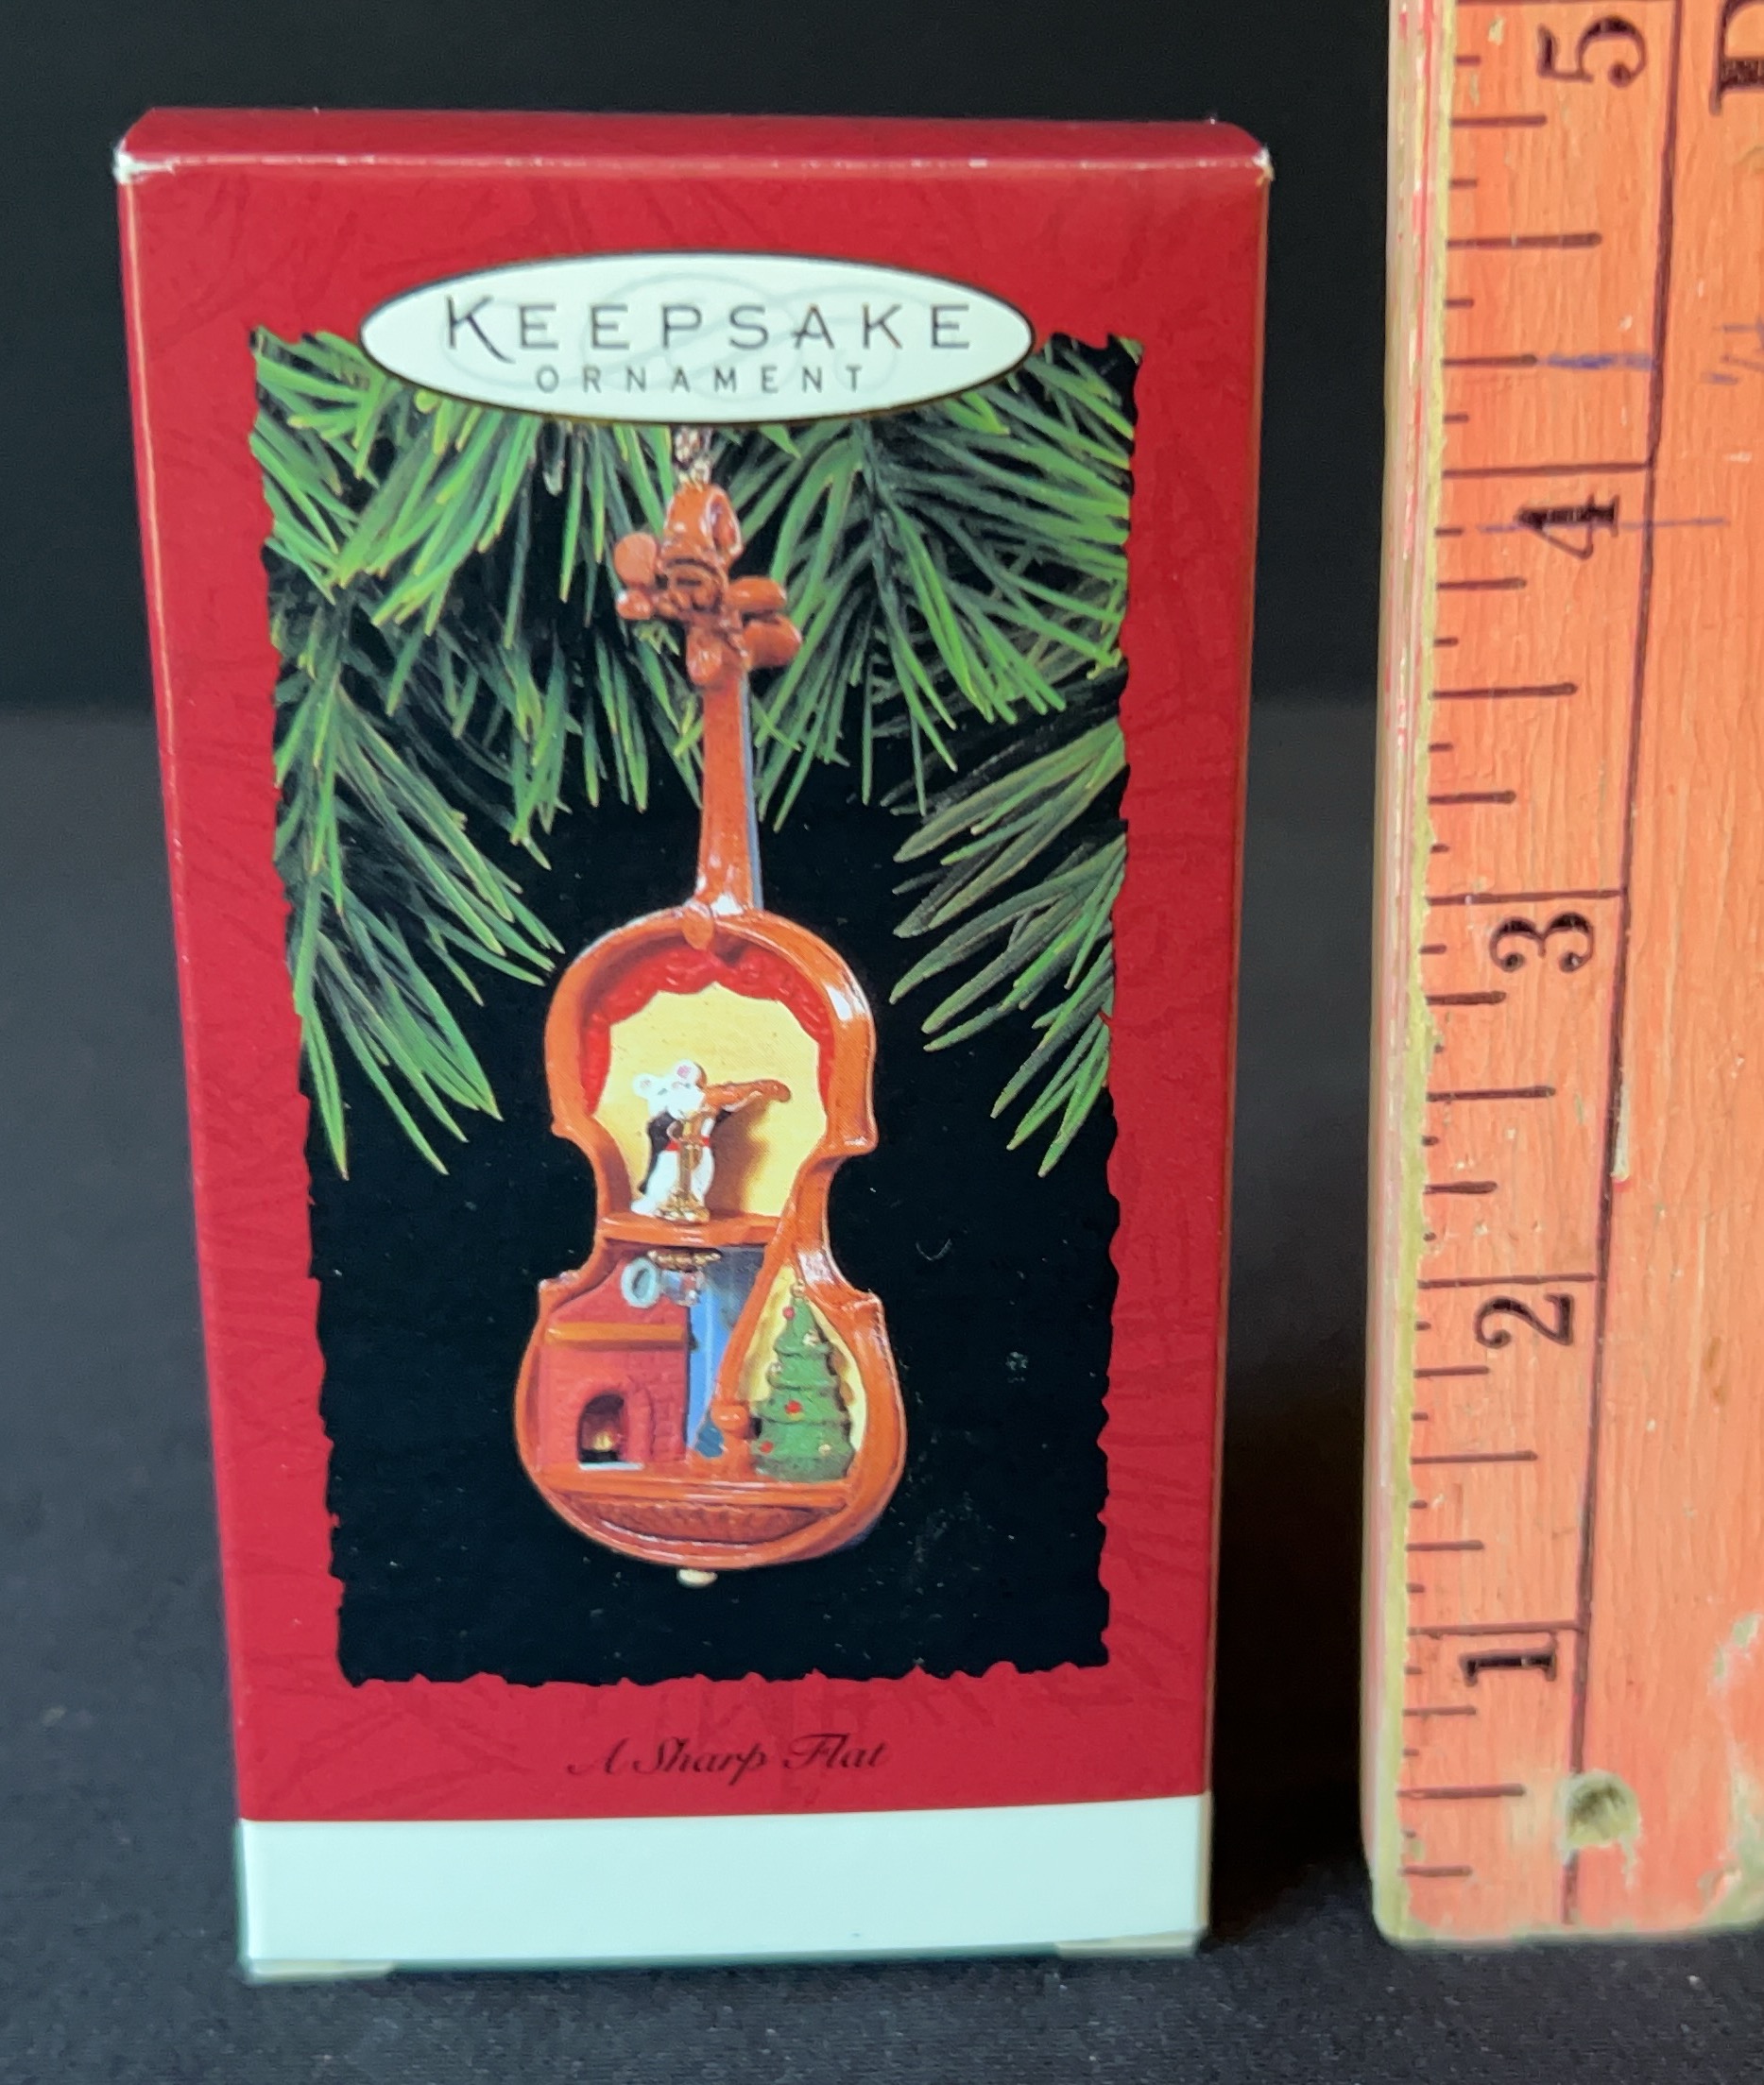 KEEPSAKE
ORNAMENT
A Sharp Flat
5
4
3
2
1